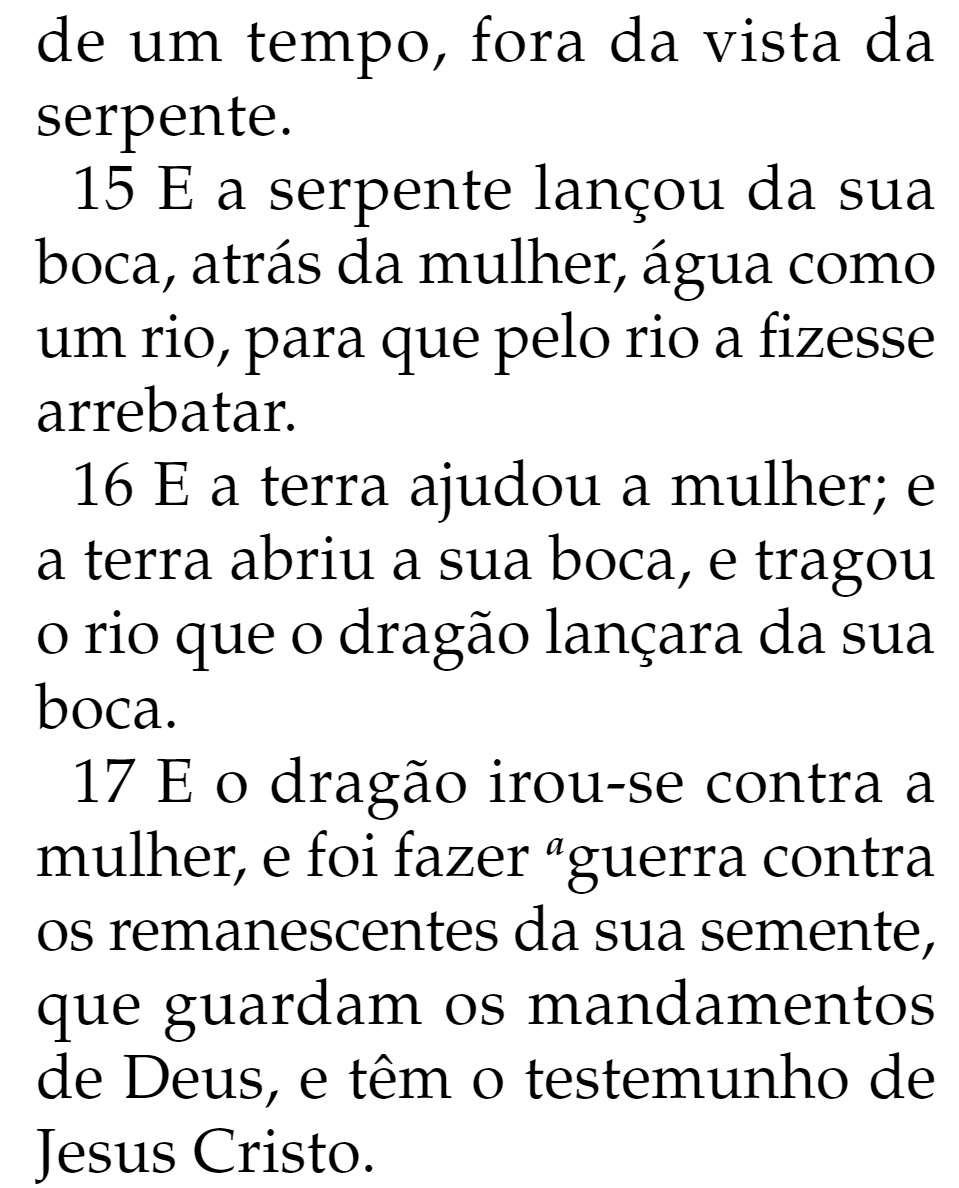 de um tempo, fora da vista da
serpente.
15 E a serpente lançou da sua
boca, atrás da mulher, água como
um rio, para que pelo rio a fizesse
arrebatar.
16 E a terra ajudou a mulher; e
a terra abriu a sua boca, e tragou
o rio que o dragão lançara da sua
boca.
17 E o dragão irou-se contra a
mulher, e foi fazer ᵃguerra contra
os remanescentes da sua semente,
que guardam os mandamentos
de Deus, e têm o testemunho de
Jesus Cristo.